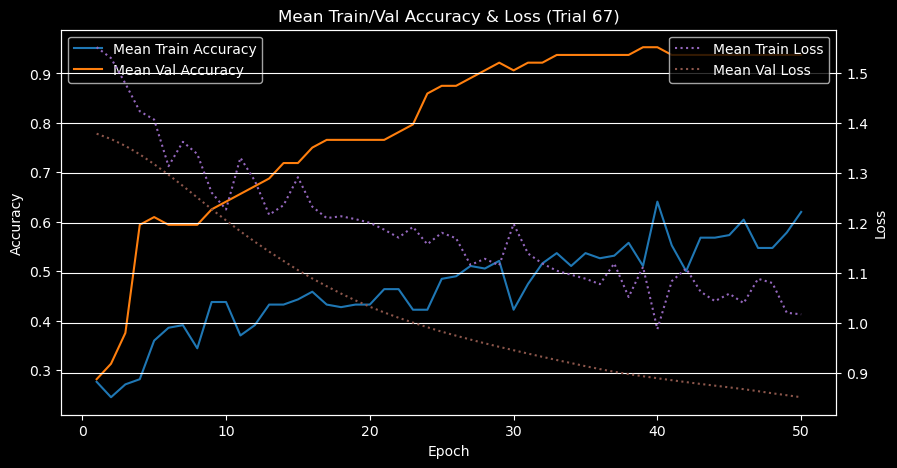 Mean Train/Val Accuracy & Loss (Trial 67)
Mean Train Accuracy
Mean Val Accuracy
Mean Train Loss
Mean Val Loss
0.9
0.8
0.7
0.6
0.5
0.4
0.3
Accuracy
1.5
1.4
1.3
1.2
1.1
1.0
0.9
Loss
0
10
20
30
40
50
Epoch